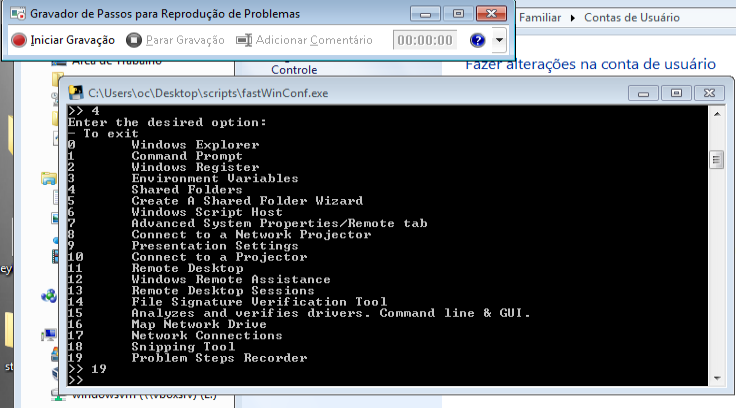 Gravador de Passos para Reprodução de Problemas
Iniciar Gravação Parar Gravação Adicionar Comentário 00:00:00
Familiar Contas de Usuário
Área de Trabalho
Controle
Fazer alterações na conta de usuário
C:\Users\oc\Desktop\scripts\fastWinConf.exe
>> 4
Enter the desired option:
- To exit
0 Windows Explorer
1 Command Prompt
2 Windows Register
3 Environment Variables
4 Shared Folders
5 Create A Shared Folder Wizard
6 Windows Script Host
7 Advanced System Properties/Remote tab
8 Connect to a Network Projector
9 Presentation Settings
10 Connect to a Projector
11 Remote Desktop
12 Windows Remote Assistance
13 Remote Desktop Sessions
14 File Signature Verification Tool
15 Analyzes and verifies drivers. Command line & GUI.
16 Map Network Drive
17 Network Connections
18 Snipping Tool
19 Problem Steps Recorder
>> 19
>>
ey
st
windowsvm (\\vboxsrv) (E:)